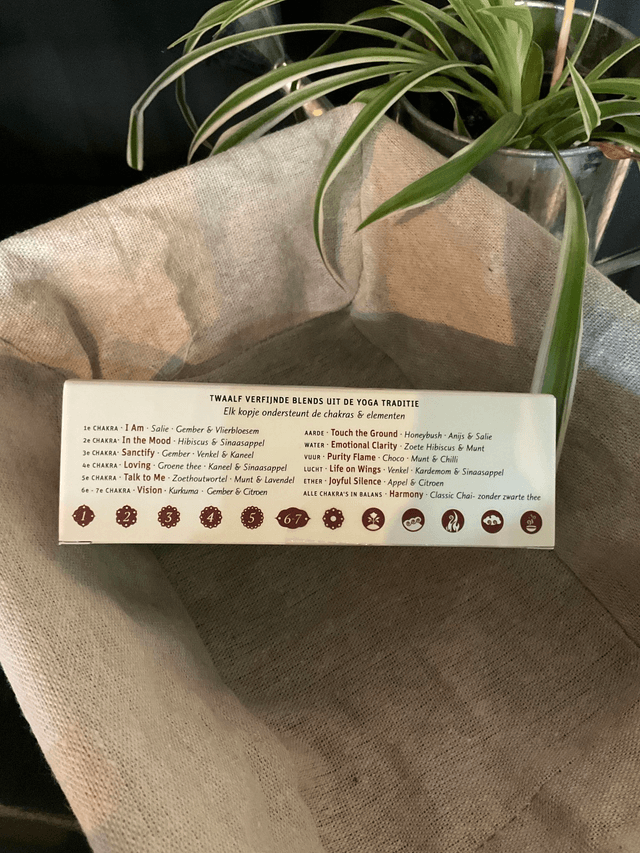 TWAALF VERFIJNDE BLENDS UIT DE YOGA TRADITIE
Elk kopje ondersteunt de chakras & elementen
1e CHAKRA · I Am · Salie · Gember & Vlierbloesem
2e CHAKRA · In the Mood · Hibiscus & Sinaasappel
3e CHAKRA · Sanctify · Gember · Venkel & Kaneel
4e CHAKRA · Loving · Groene thee · Kaneel & Sinaasappel
5e CHAKRA · Talk to Me · Zoethoutwortel · Munt & Lavendel
6e - 7e CHAKRA · Vision · Kurkuma · Gember & Citroen
AARDE · Touch the Ground · Honeybush · Anijs & Salie
WATER · Emotional Clarity · Zoete Hibiscus & Munt
VUUR · Purity Flame · Choco · Munt & Chilli
LUCHT · Life on Wings · Venkel · Kardemom & Sinaasappel
ETHER · Joyful Silence · Appel & Citroen
ALLE CHAKRA'S IN BALANS · Harmony · Classic Chai- zonder zwarte thee
1 2 3 4 5 6·7